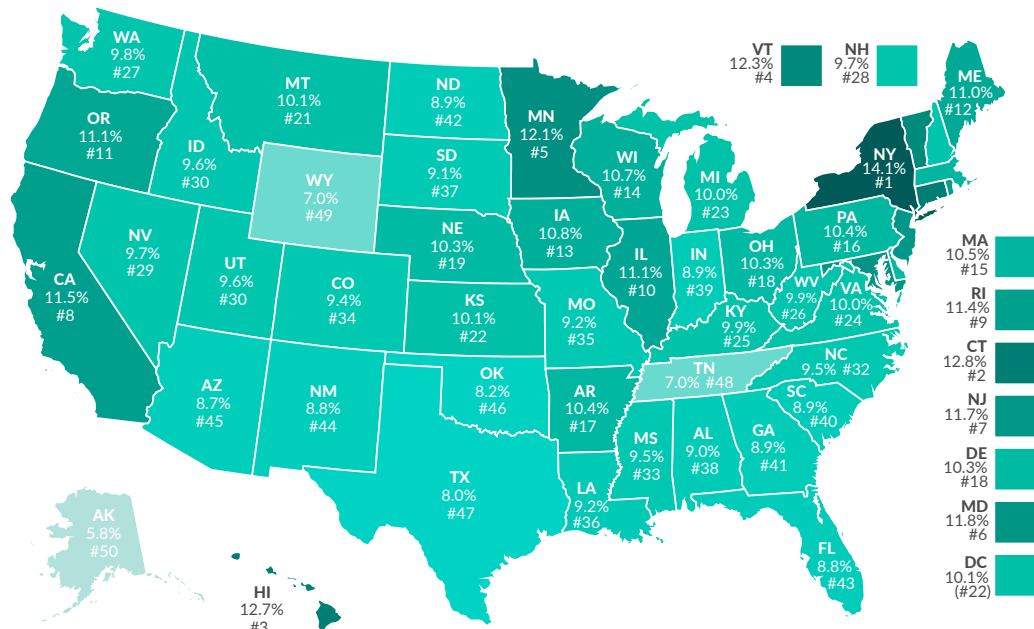 WA
9.8%
#27
MT
10.1%
#21
ND
8.9%
#42
MN
12.1%
#5
VT
12.3%
#4
NH
9.7%
#28
ME
11.0%
#12
OR
11.1%
#11
ID
9.6%
#30
WY
7.0%
#49
SD
9.1%
#37
WI
10.7%
#14
MI
10.0%
#23
NY
14.1%
#1
NV
9.7%
#29
UT
9.6%
#30
CO
9.4%
#34
NE
10.3%
#19
IA
10.8%
#13
IL
11.1%
#10
IN
8.9%
#39
OH
10.3%
#18
PA
10.4%
#16
MA
10.5%
#15
CA
11.5%
#8
KS
10.1%
#22
MO
9.2%
#35
KY
9.9%
#25
WV
9.9%
#26
VA
10.0%
#24
RI
11.4%
#9
AZ
8.7%
#45
NM
8.8%
#44
OK
8.2%
#46
AR
10.4%
#17
TN
7.0% #48
NC
9.5% #32
CT
12.8%
#2
SC
8.9%
#40
NJ
11.7%
#7
TX
8.0%
#47
LA
9.2%
#36
MS
9.5%
#33
AL
9.0%
#38
GA
8.9%
#41
DE
10.3%
#18
AK
5.8%
#50
HI
12.7%
#3
FL
8.8%
#43
MD
11.8%
#6
DC
10.1%
(#22)